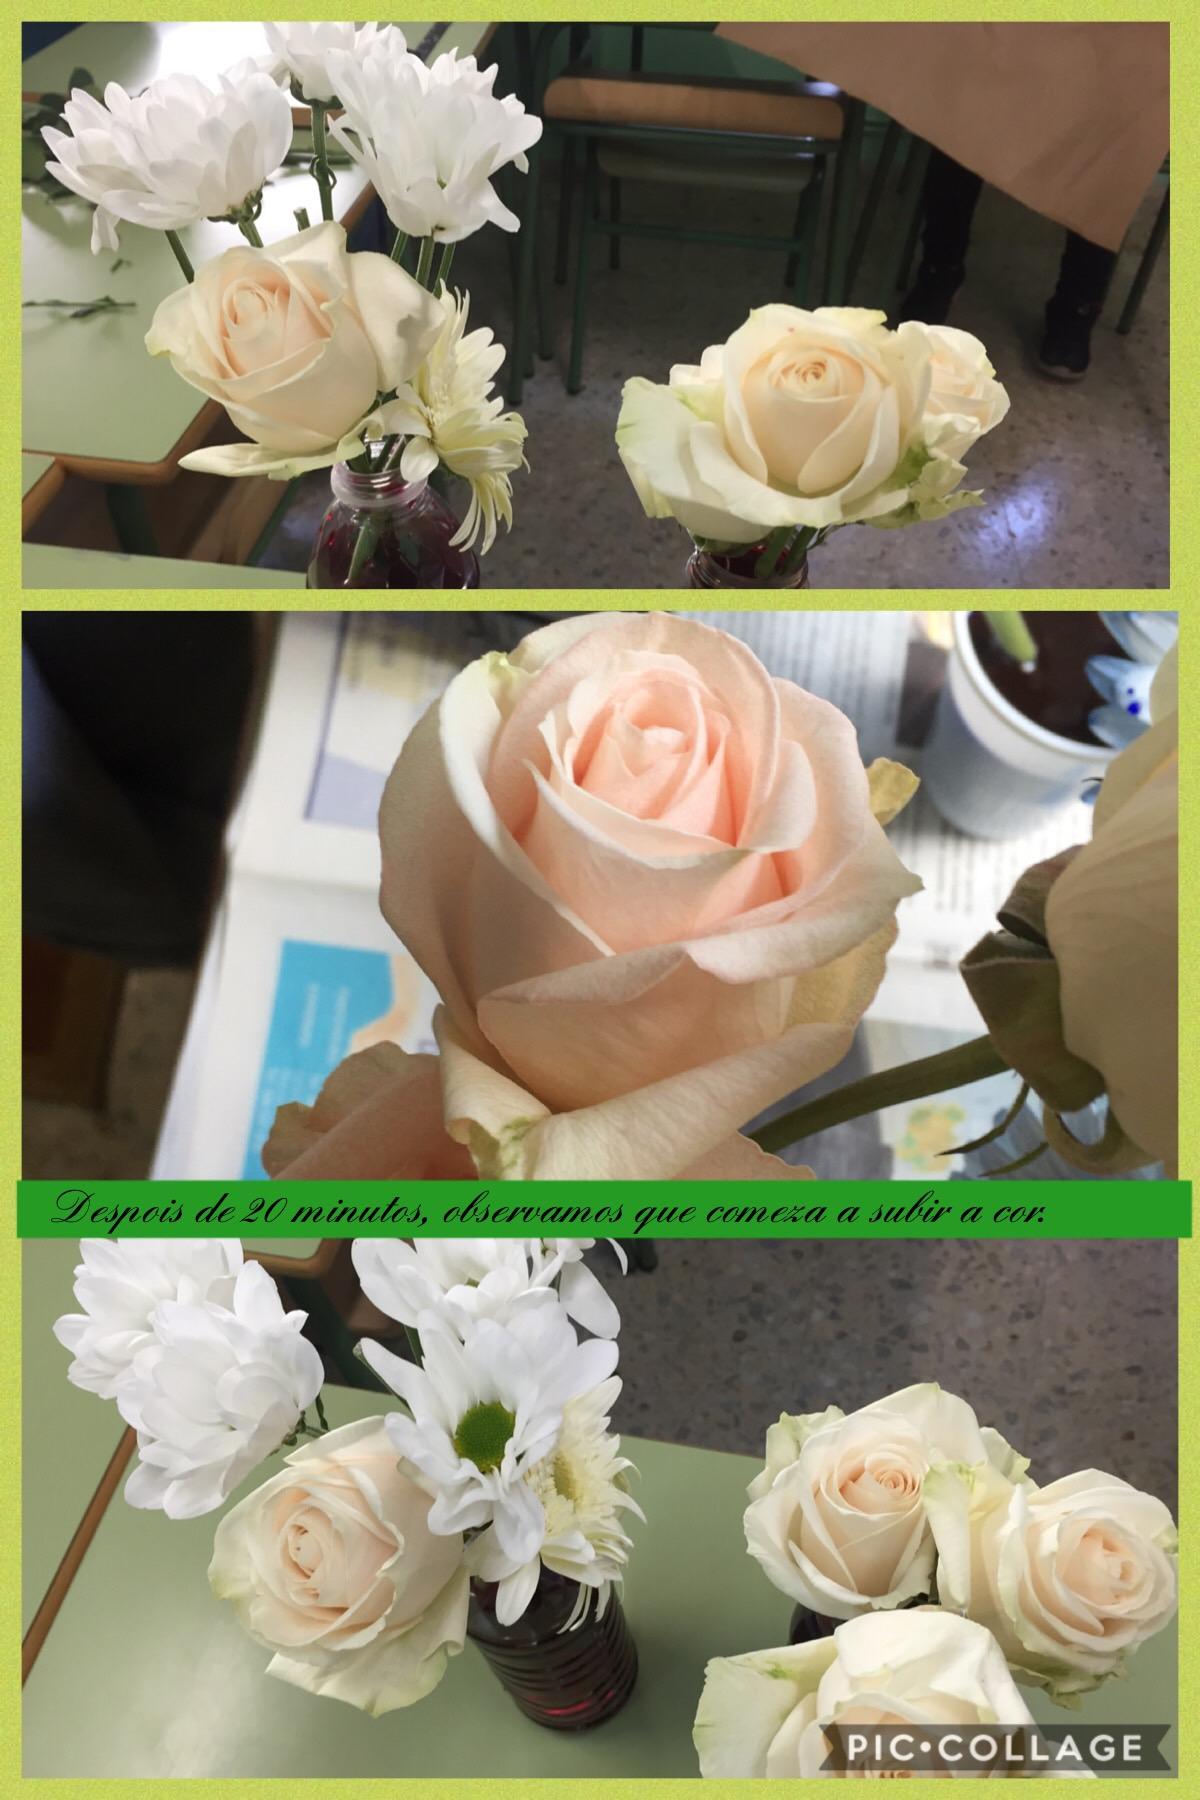 Despois de 20 minutos, observamos que comeza a subir a cor.
PIC•COLLAGE